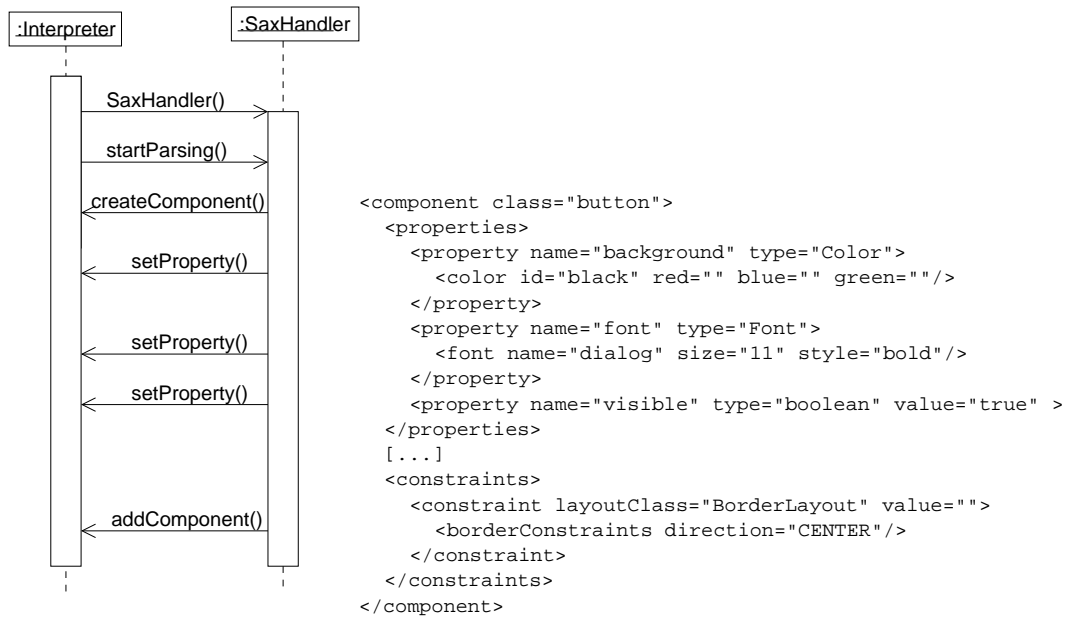 :Interpreter
:SaxHandler
SaxHandler()
startParsing()
createComponent()
setProperty()
setProperty()
setProperty()
addComponent()
<component class="button">
<properties>
<property name="background" type="Color">
<color id="black" red="" blue="" green=""/>
</property>
<property name="font" type="Font">
<font name="dialog" size="11" style="bold"/>
</property>
<property name="visible" type="boolean" value="true" >
</properties>
[...]
<constraints>
<constraint layoutClass="BorderLayout" value="">
<borderConstraints direction="CENTER"/>
</constraint>
</constraints>
</component>